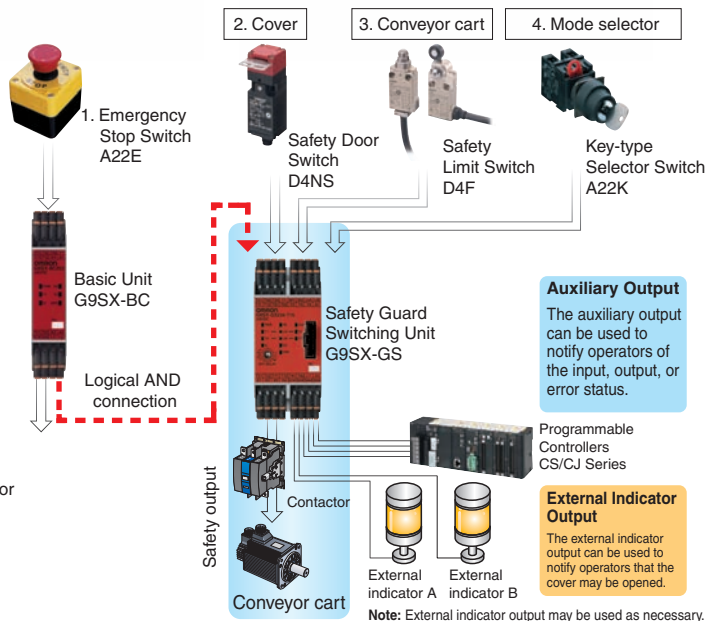 2. Cover
3. Conveyor cart
4. Mode selector
1. Emergency
Stop Switch
A22E
Safety Door
Switch
D4NS
Safety
Limit Switch
D4F
Key-type
Selector Switch
A22K
Basic Unit
G9SX-BC
Safety Guard
Switching Unit
G9SX-GS
Logical AND
connection
Auxiliary Output
The auxiliary output
can be used to
notify operators of
the input, output, or
error status.
Programmable
Controllers
CS/CJ Series
or
Safety output
Contactor
External Indicator
Output
The external indicator
output can be used to
notify operators that the
cover may be opened.
External
indicator A
External
indicator B
Conveyor cart
Note: External indicator output may be used as necessary.